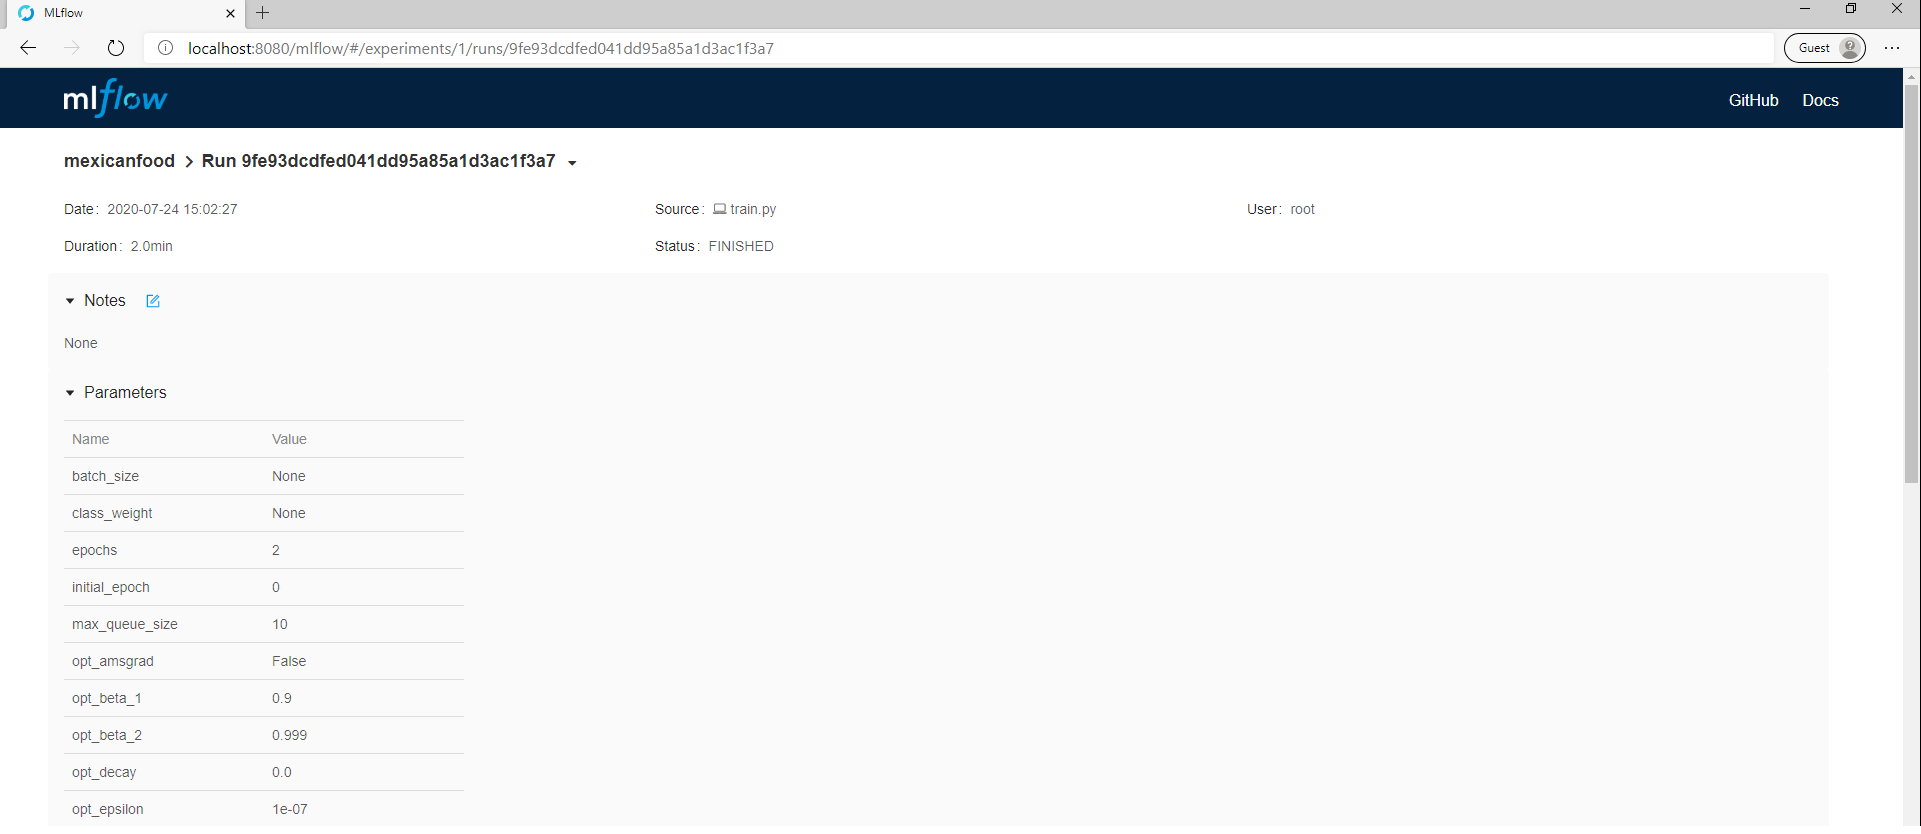 MLflow
localhost:8080/mlflow/#/experiments/1/runs/9fe93dcdfed041dd95a85a1d3ac1f3a7
Guest
mlflow
GitHub Docs
mexicanfood > Run 9fe93dcdfed041dd95a85a1d3ac1f3a7
Date: 2020-07-24 15:02:27 Source: train.py User: root
Duration: 2.0min Status: FINISHED
Notes
None
Parameters
Name Value
batch_size None
class_weight None
epochs 2
initial_epoch 0
max_queue_size 10
opt_amsgrad False
opt_beta_1 0.9
opt_beta_2 0.999
opt_decay 0.0
opt_epsilon 1e-07